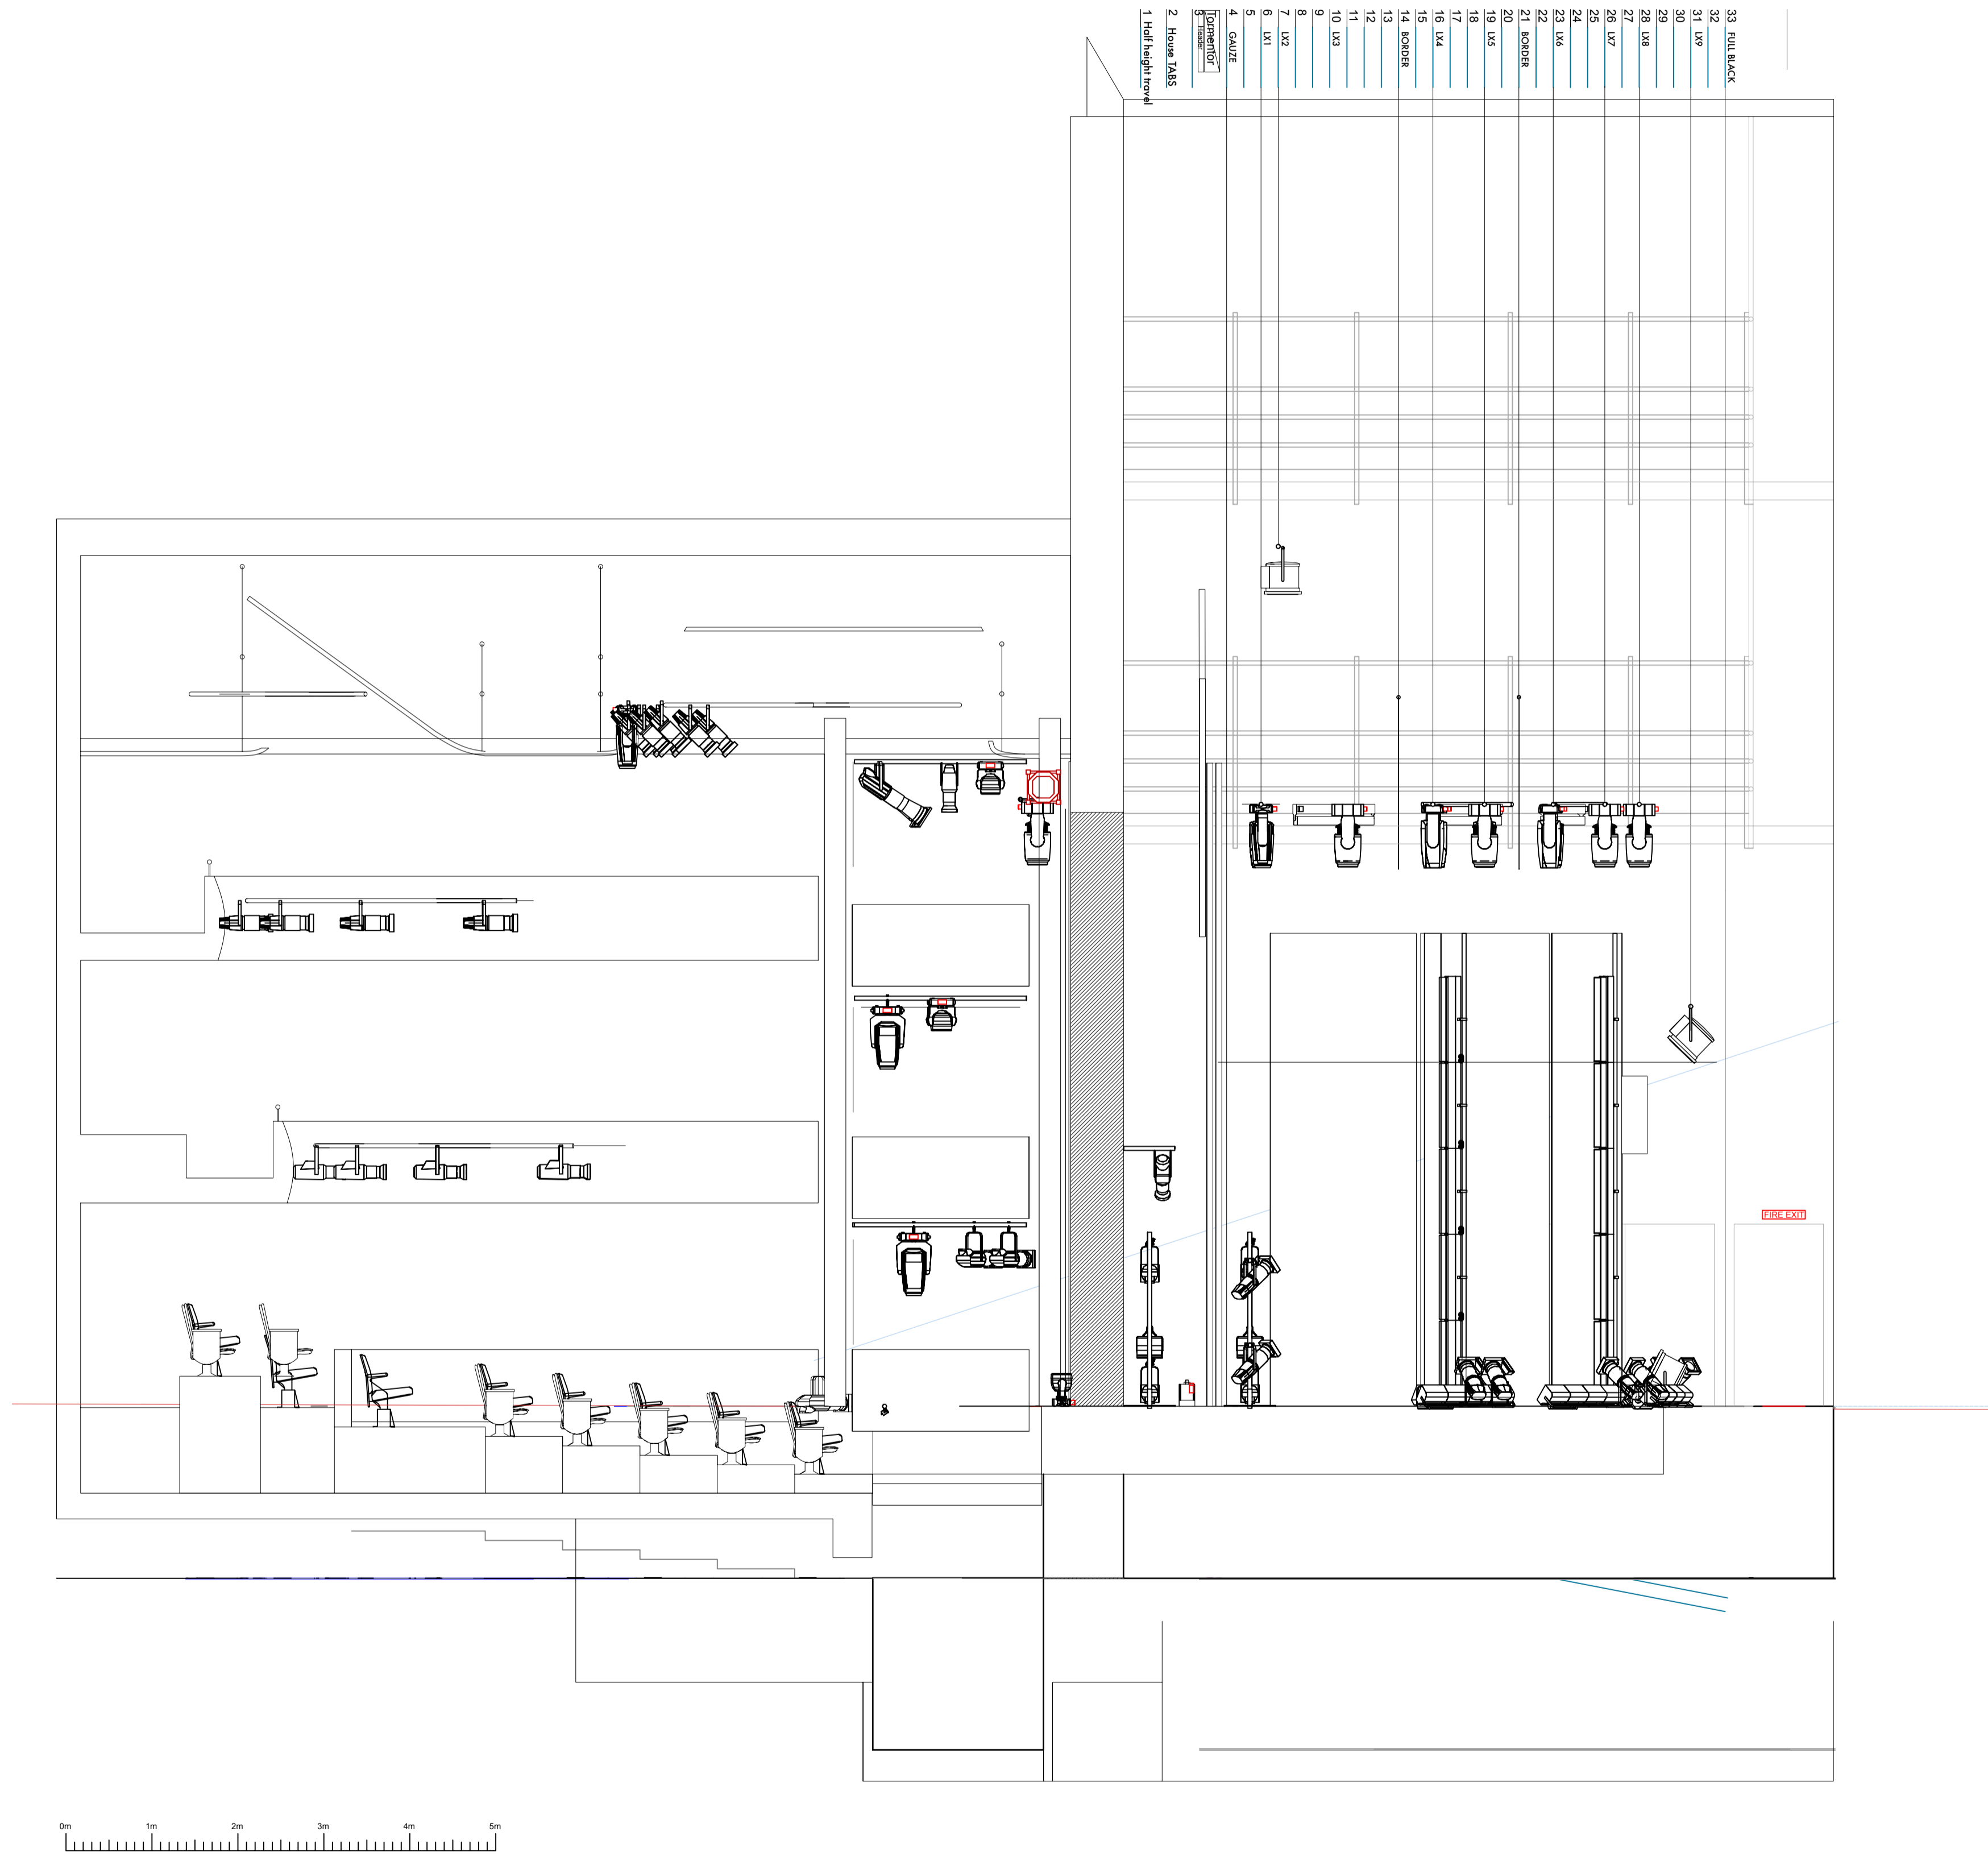 1 Half height travel
2 House TABS
3
Tormentor
Header
4 GAUZE
5
6 LX1
7 LX2
8
9
10 LX3
11
12
13
14 BORDER
15
16 LX4
17
18
19 LX5
20
21 BORDER
22
23 LX6
24
25
26 LX7
27
28 LX8
29
30
31 LX9
32
33 FULL BLACK
FIRE EXIT
0m 1m 2m 3m 4m 5m